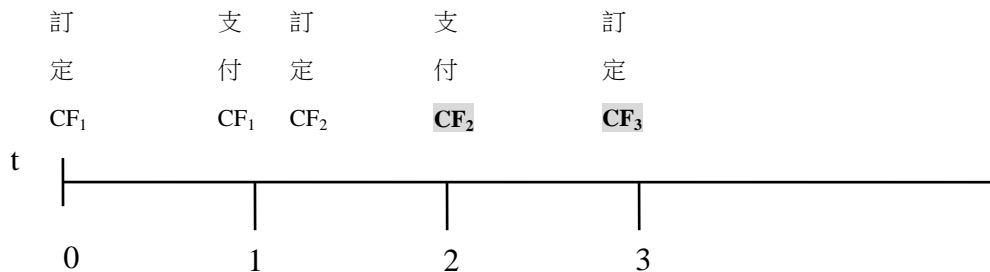 訂 支 訂 支 訂
定 付 定 付 定
CF₁ CF₁ CF₂ CF₂ CF₃
t
0 1 2 3